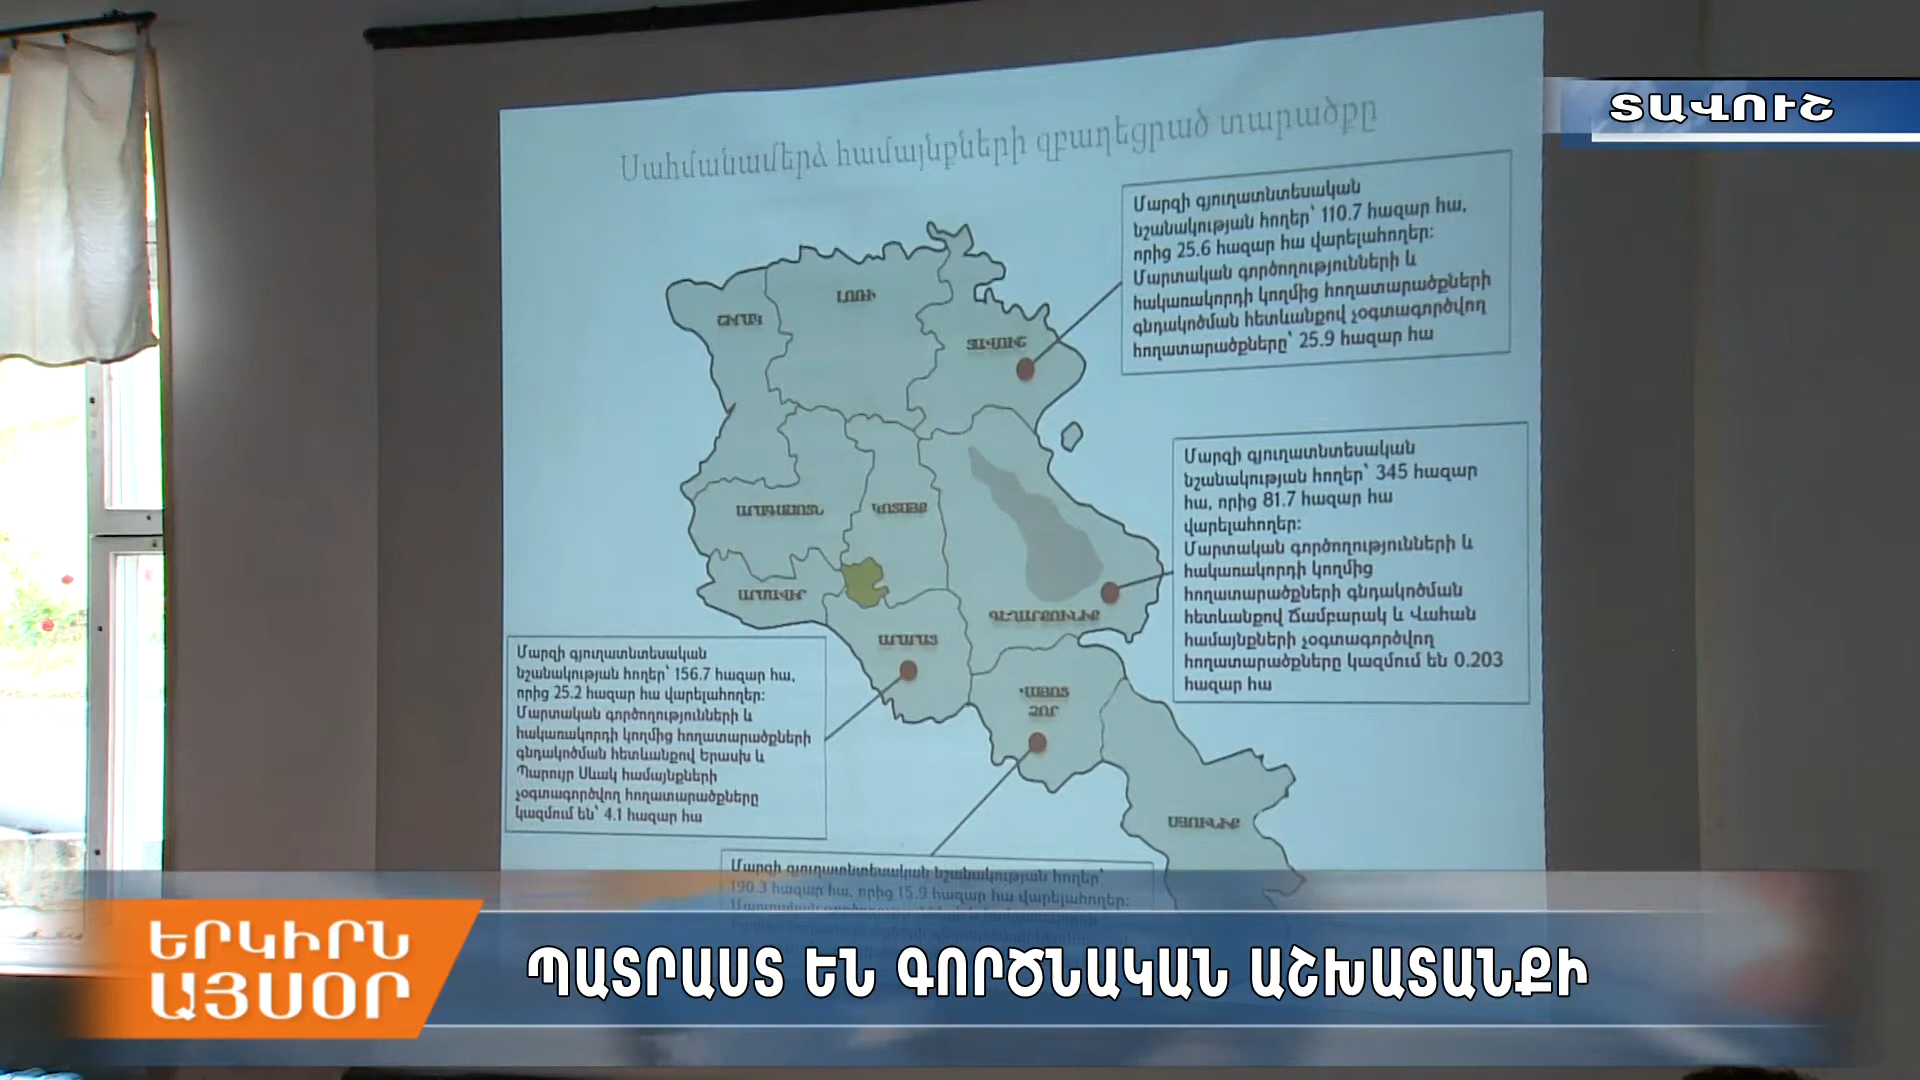 ՏԱՎՈՒՇ
Սահմանամերձ համայնքների զբաղեցրած տարածքը
Մարզի գյուղատնտեսական
նշանակության հողեր՝ 110.7 հազար հա,
որից 25.6 հազար հա վարելահողեր:
Մարտական գործողությունների և
հակառակորդի կողմից հողատարածքների
գնդակոծման հետևանքով չօգտագործվող
հողատարածքները՝ 25.9 հազար հա
ՇԻՐԱԿ
ԼՈՌԻ
ՏԱՎՈՒՇ
Մարզի գյուղատնտեսական
նշանակության հողեր՝ 345 հազար
հա, որից 81.7 հազար հա
վարելահողեր:
Մարտական գործողությունների և
հակառակորդի կողմից
հողատարածքների գնդակոծման
հետևանքով Ճամբարակ և Վահան
համայնքների չօգտագործվող
հողատարածքները կազմում են 0.203
հազար հա
ԱՐԱԳԱԾՈՏՆ
ԿՈՏԱՅՔ
ԱՐՄԱՎԻՐ
ԳԵՂԱՐՔՈՒՆԻՔ
ԱՐԱՐԱՏ
Մարզի գյուղատնտեսական
նշանակության հողեր՝ 156.7 հազար հա,
որից 25.2 հազար հա վարելահողեր:
Մարտական գործողությունների և
հակառակորդի կողմից հողատարածքների
գնդակոծման հետևանքով Երասխ և
Պարույր Սևակ համայնքների
չօգտագործվող հողատարածքները
կազմում են՝ 4.1 հազար հա
ՎԱՅՈՑ
ՁՈՐ
ՍՅՈՒՆԻՔ
Մարզի գյուղատնտեսական նշանակության հողեր՝
190.3 հազար հա, որից 15.9 հազար հա վարելահողեր:
ԵՐԿԻՐՆ
ԱՅՍՕՐ
ՊԱՏՐԱՍՏ ԵՆ ԳՈՐԾՆԱԿԱՆ ԱՇԽԱՏԱՆՔԻ